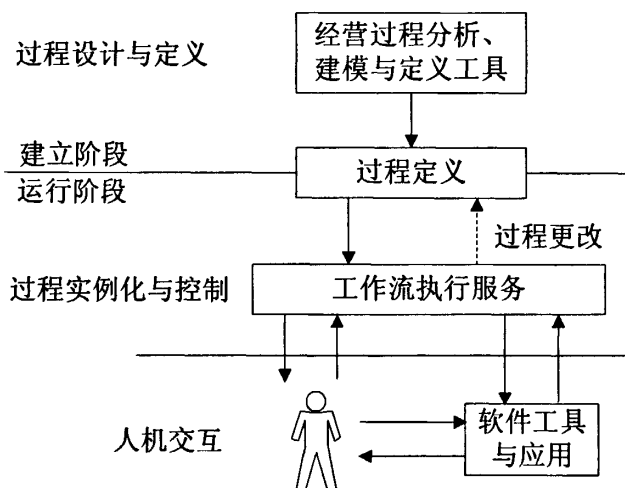 过程设计与定义
经营过程分析、
建模与定义工具
建立阶段
过程定义
运行阶段
过程更改
过程实例化与控制
工作流执行服务
人机交互
软件工具
与应用